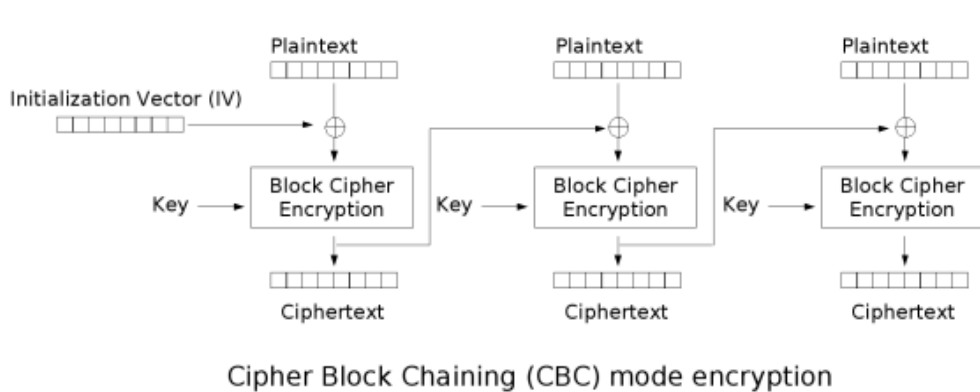 Plaintext
Plaintext
Plaintext
Initialization Vector (IV)
Key
Block Cipher
Encryption
Key
Block Cipher
Encryption
Key
Block Cipher
Encryption
Ciphertext
Ciphertext
Ciphertext
Cipher Block Chaining (CBC) mode encryption